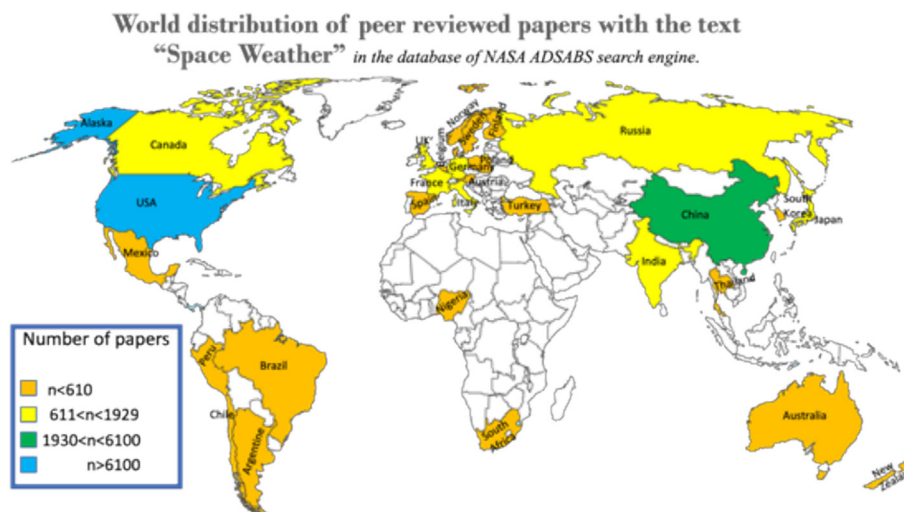 World distribution of peer reviewed papers with the text
“Space Weather” in the database of NASA ADSABS search engine.
Alaska
Canada
USA
Mexico
Peru
Brazil
Chile
Argentine
Norway
Sweden
Finland
UK
Belgium
Germany
Poland
France
Austria
Spain
Italy
Turkey
Russia
China
South
Korea
Japan
India
Thailand
Nigeria
South
Africa
Australia
New
Zeala
Number of papers
n<610
611<n<1929
1930<n<6100
n>6100